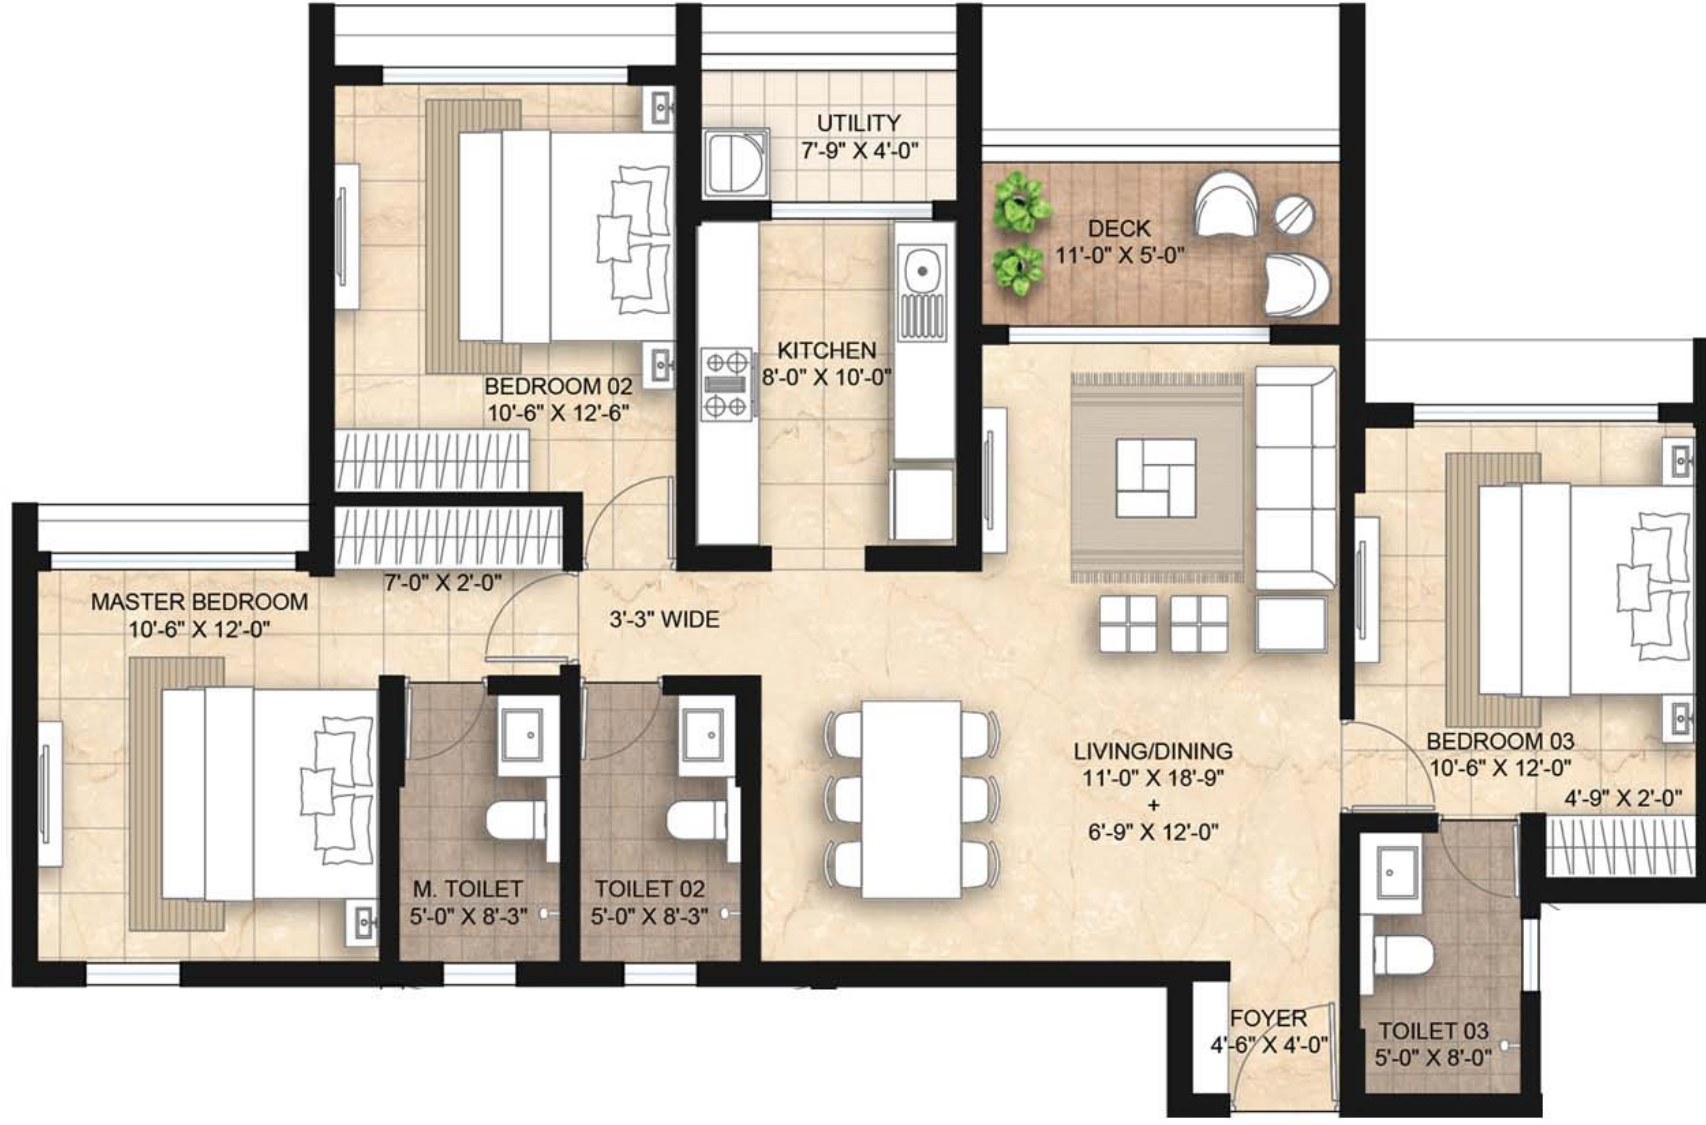 UTILITY
7'-9" X 4'-0"
DECK
11'-0" X 5'-0"
KITCHEN
8'-0" X 10'-0"
BEDROOM 02
10'-6" X 12'-6"
7'-0" X 2'-0"
MASTER BEDROOM
10'-6" X 12'-0"
3'-3" WIDE
LIVING/DINING
11'-0" X 18'-9"
+
6'-9" X 12'-0"
BEDROOM 03
10'-6" X 12'-0"
4'-9" X 2'-0"
M. TOILET
5'-0" X 8'-3"
TOILET 02
5'-0" X 8'-3"
FOYER
4'-6" X 4'-0"
TOILET 03
5'-0" X 8'-0"